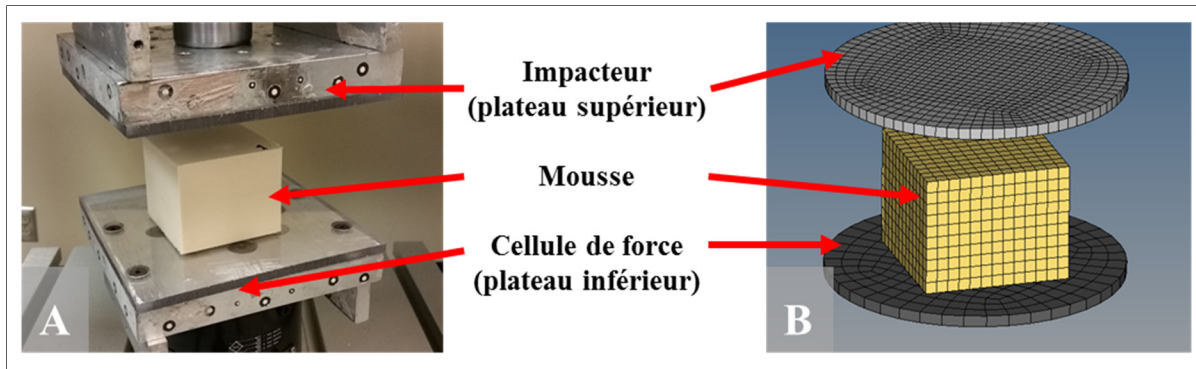 Impacteur
(plateau supérieur)
Mousse
Cellule de force
(plateau inférieur)
A
B